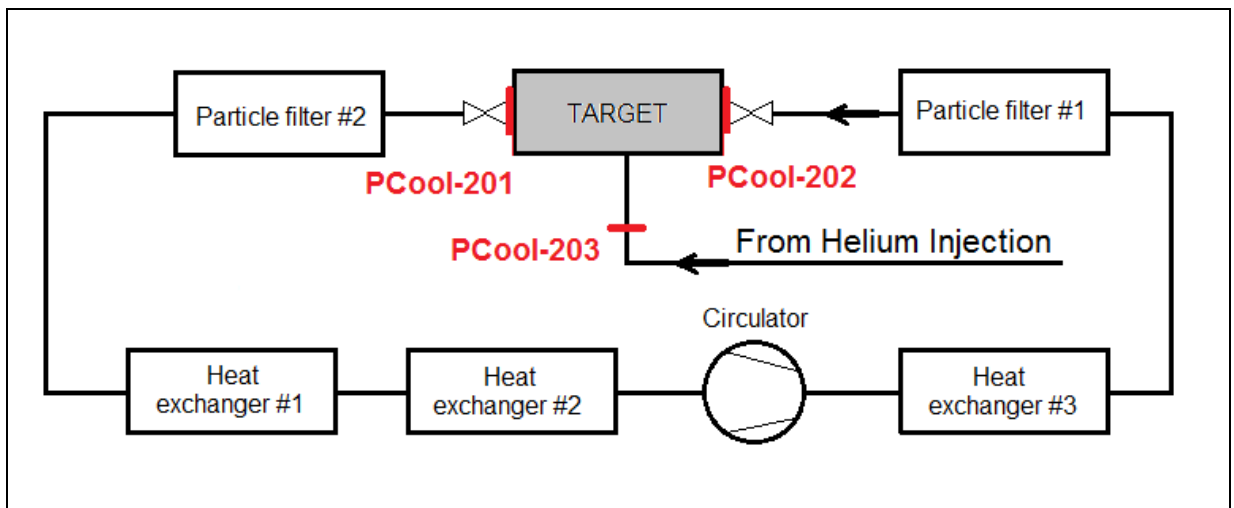 Particle filter #2
TARGET
Particle filter #1
PCool-201
PCool-202
PCool-203
From Helium Injection
Circulator
Heat
exchanger #1
Heat
exchanger #2
Heat
exchanger #3